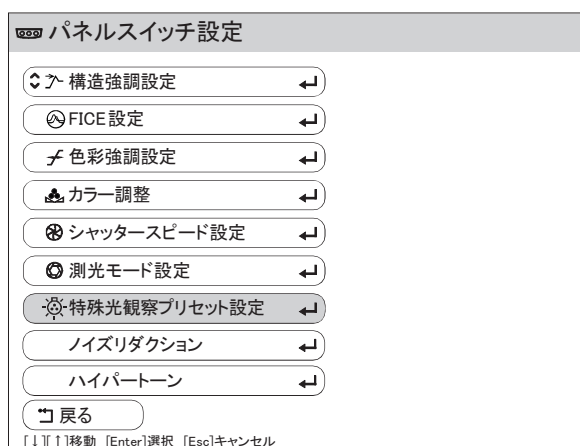 パネルスイッチ設定
構造強調設定
FICE設定
色彩強調設定
カラー調整
シャッタースピード設定
測光モード設定
特殊光観察プリセット設定
ノイズリダクション
ハイパートーン
戻る
[↓][↑]移動 [Enter]選択 [Esc]キャンセル